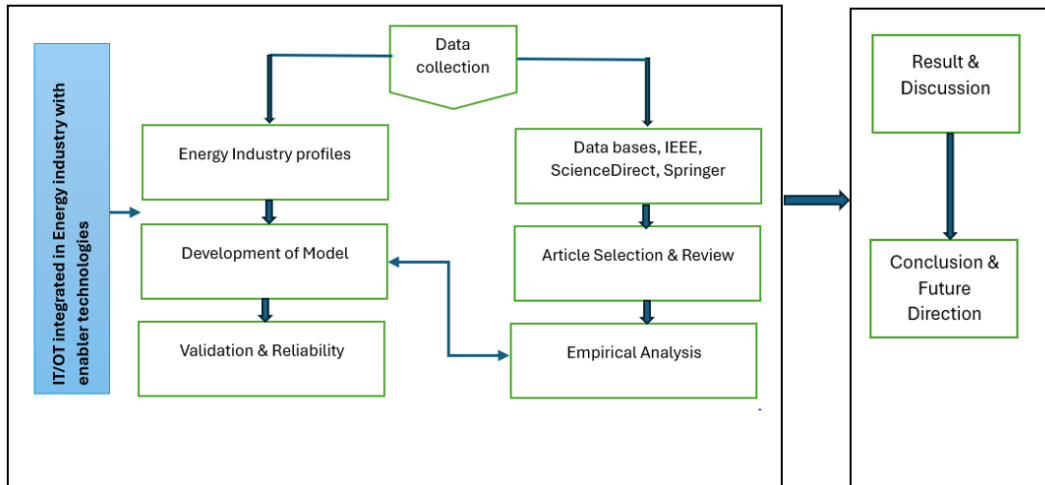 IT/OT integrated in Energy industry with
enabler technologies
Data
collection
Energy Industry profiles
Data bases, IEEE,
ScienceDirect, Springer
Development of Model
Article Selection & Review
Validation & Reliability
Empirical Analysis
Result &
Discussion
Conclusion &
Future
Direction